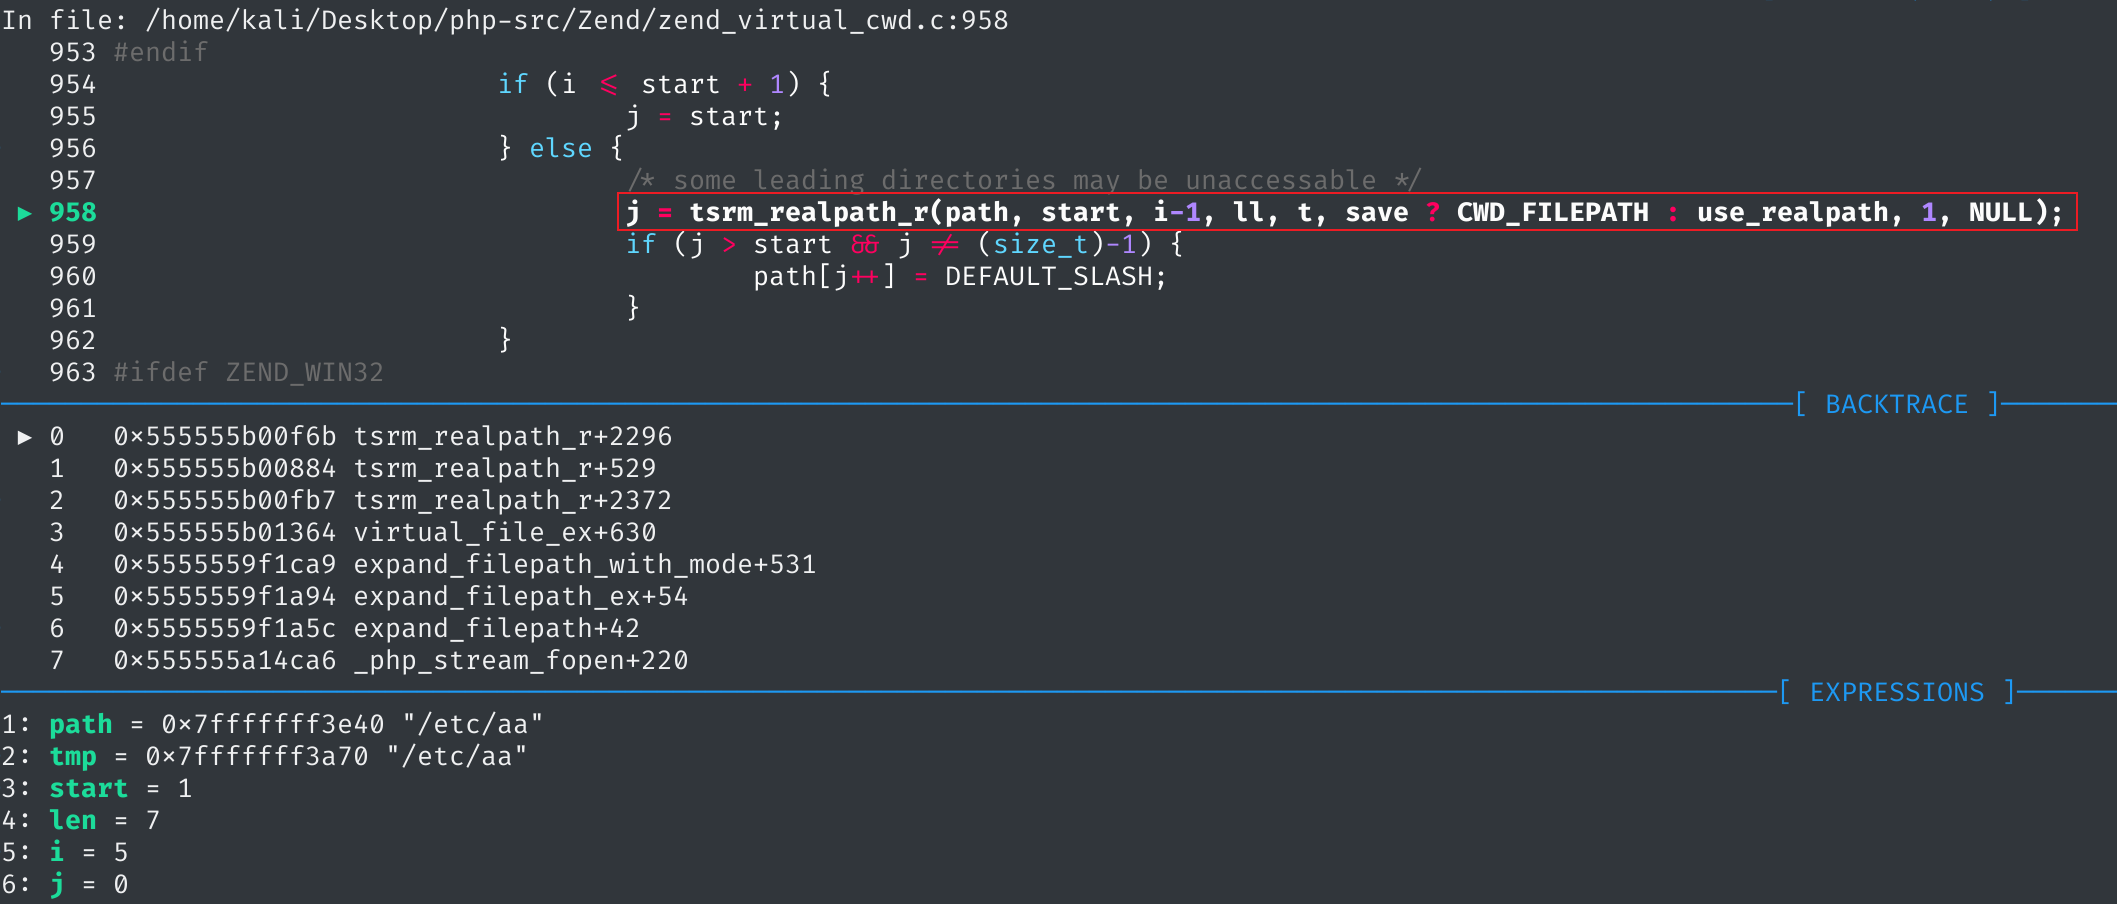 In file: /home/kali/Desktop/php-src/Zend/zend_virtual_cwd.c:958
953 #endif
954 if (i ≤ start + 1) {
955 j = start;
956 } else {
957 /* some leading directories may be unaccessable */
► 958 j = tsrm_realpath_r(path, start, i-1, ll, t, save ? CWD_FILEPATH : use_realpath, 1, NULL);
959 if (j > start && j ≠ (size_t)-1) {
960 path[j++] = DEFAULT_SLASH;
961 }
962 }
963 #ifdef ZEND_WIN32
[ BACKTRACE ]
► 0 0×555555b00f6b tsrm_realpath_r+2296
1 0×555555b00884 tsrm_realpath_r+529
2 0×555555b00fb7 tsrm_realpath_r+2372
3 0×555555b01364 virtual_file_ex+630
4 0×5555559f1ca9 expand_filepath_with_mode+531
5 0×5555559f1a94 expand_filepath_ex+54
6 0×5555559f1a5c expand_filepath+42
7 0×555555a14ca6 _php_stream_fopen+220
[ EXPRESSIONS ]
1: path = 0×7fffffff3e40 "/etc/aa"
2: tmp = 0×7fffffff3a70 "/etc/aa"
3: start = 1
4: len = 7
5: i = 5
6: j = 0